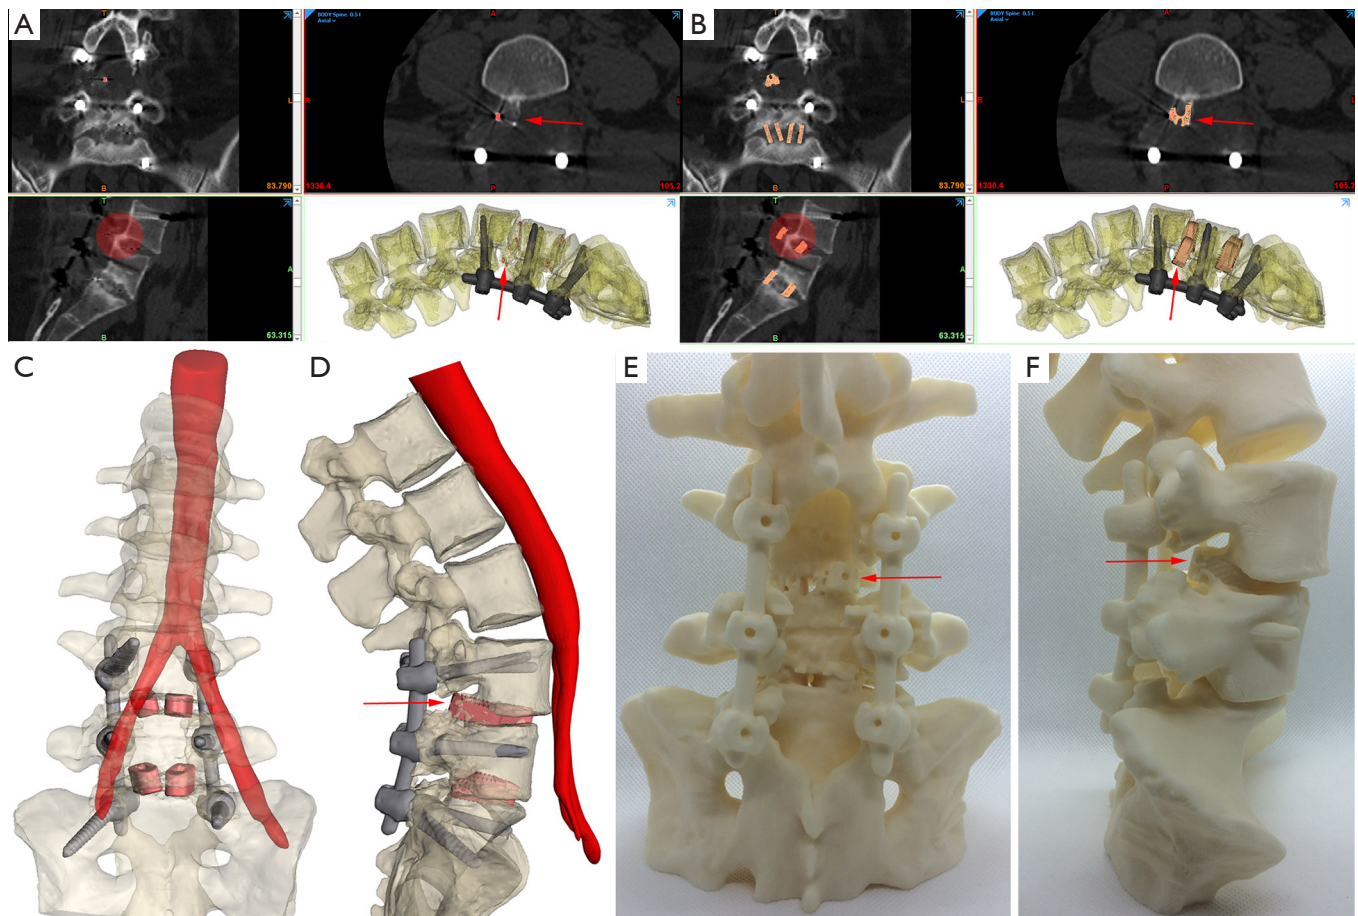 A
T
L
B
83.790
BODY Spine 0.5 I
Axial
A
R
L
P
1330.4
105.2
T
A
B
63.315
B
T
L
B
83.790
BODY Spine 0.5 I
Axial
A
R
L
P
1330.4
105.2
T
A
B
63.315
C
D
E
F